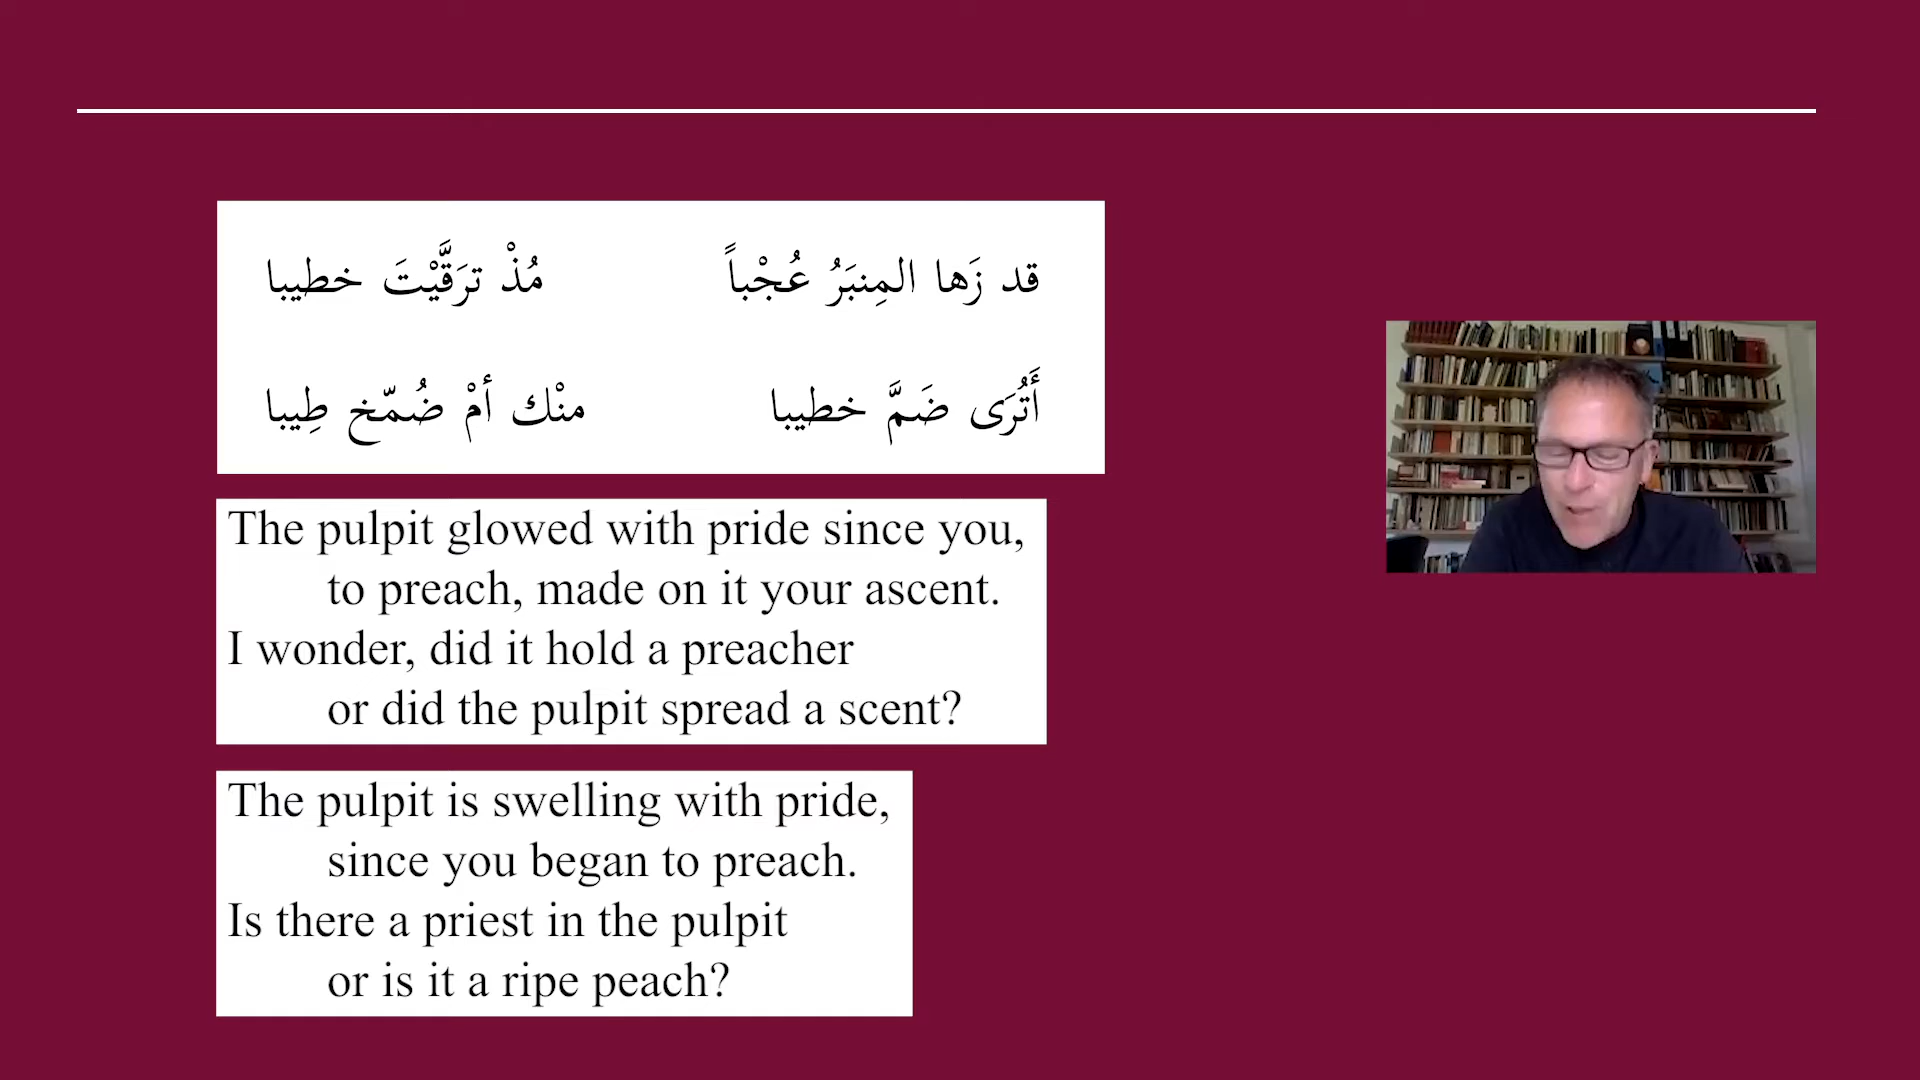 قد زَها المِنبَرُ عُجْباً مُذْ ترَقَّيْتَ خطيبا
أَتُرَى ضَمَّ خطيبا منْك أمْ ضُمّخ طِيبا
The pulpit glowed with pride since you,
to preach, made on it your ascent.
I wonder, did it hold a preacher
or did the pulpit spread a scent?
The pulpit is swelling with pride,
since you began to preach.
Is there a priest in the pulpit
or is it a ripe peach?